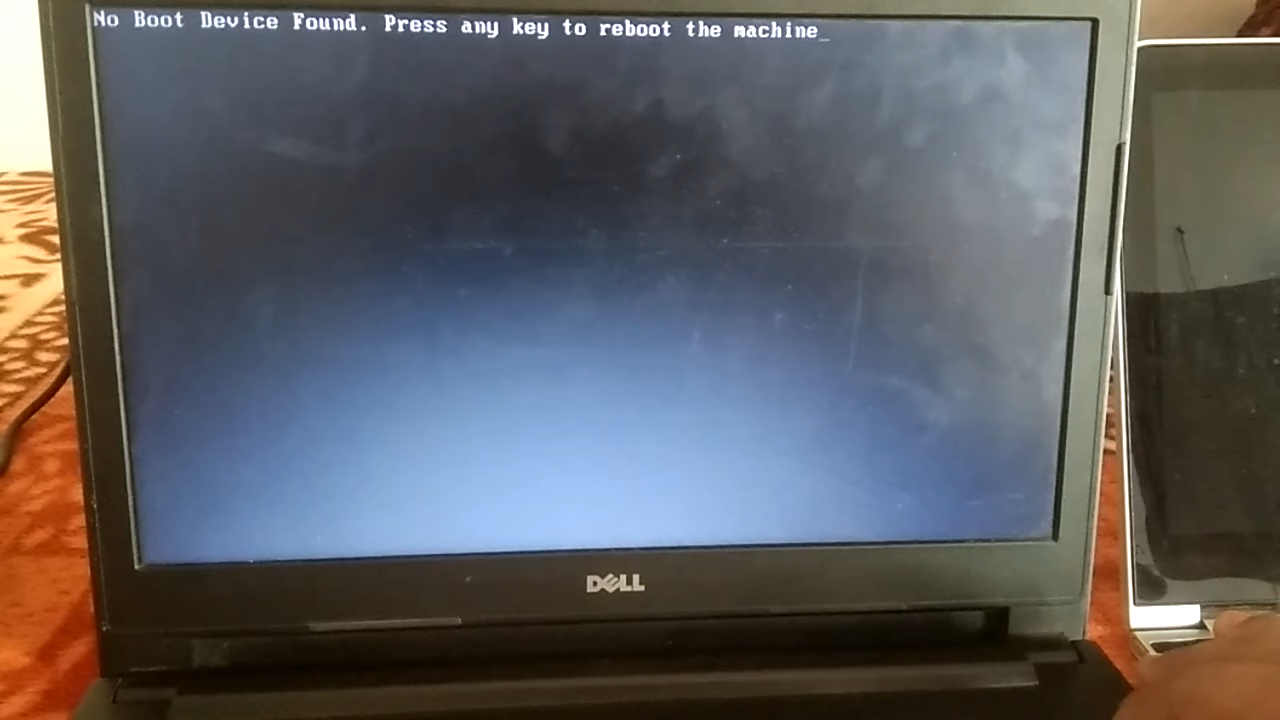 No Boot Device Found. Press any key to reboot the machine_
DELL